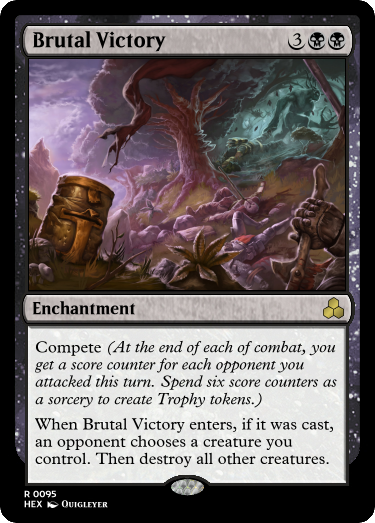 Brutal Victory 3
Enchantment
Compete (At the end of each of combat, you
get a score counter for each opponent you
attacked this turn. Spend six score counters as
a sorcery to create Trophy tokens.)
When Brutal Victory enters, if it was cast,
an opponent chooses a creature you
control. Then destroy all other creatures.
R 0095
HEX Quigleyer